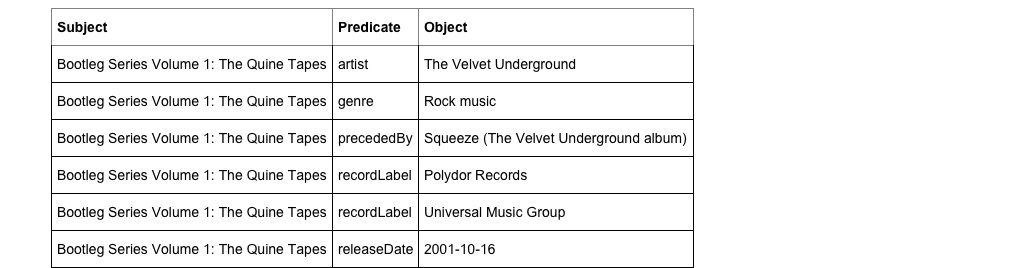 Subject Predicate Object
Bootleg Series Volume 1: The Quine Tapes artist The Velvet Underground
Bootleg Series Volume 1: The Quine Tapes genre Rock music
Bootleg Series Volume 1: The Quine Tapes precededBy Squeeze (The Velvet Underground album)
Bootleg Series Volume 1: The Quine Tapes recordLabel Polydor Records
Bootleg Series Volume 1: The Quine Tapes recordLabel Universal Music Group
Bootleg Series Volume 1: The Quine Tapes releaseDate 2001-10-16